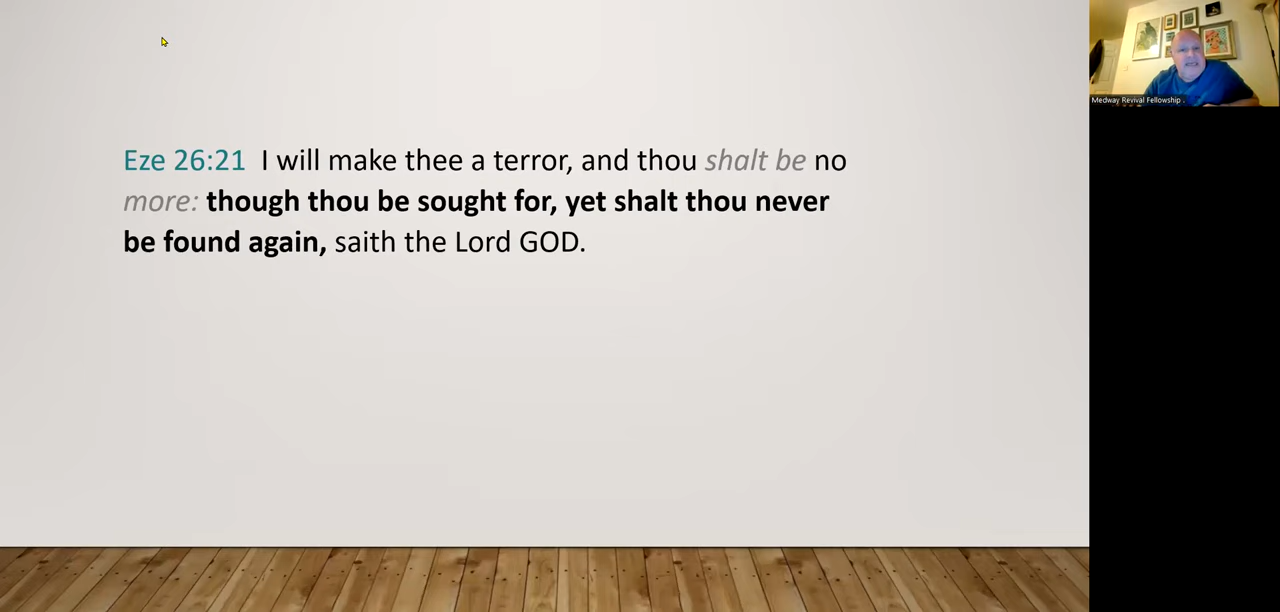 Eze 26:21 I will make thee a terror, and thou shalt be no
more: though thou be sought for, yet shalt thou never
be found again, saith the Lord GOD.
Medway Revival Fellowship .